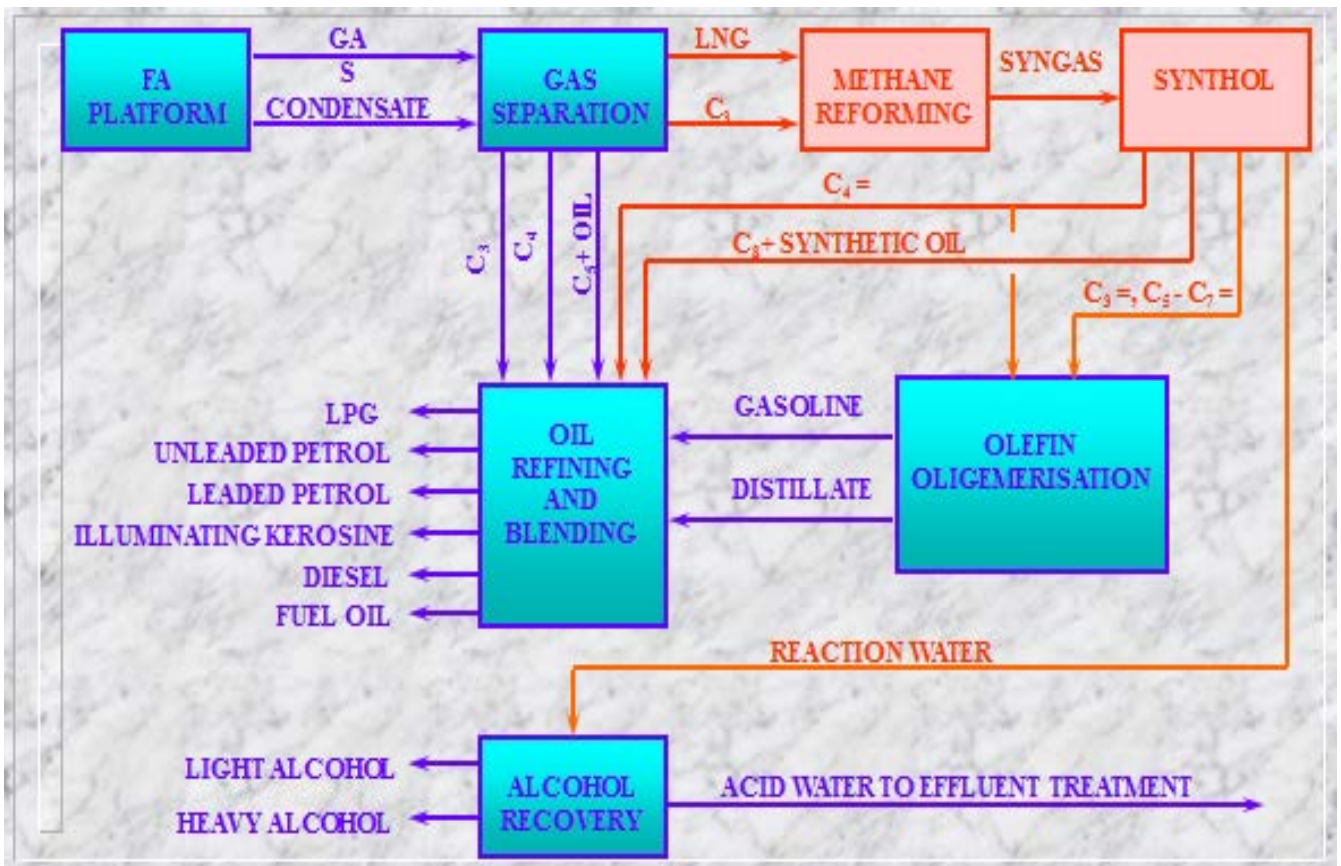 GA
S
CONDENSATE
FA
PLATFORM
GAS
SEPARATION
LNG
METHANE
REFORMING
SYNGAS
SYNTHOL
C₄ =
C₃
C₄
C₅+ OIL
C₈+ SYNTHETIC OIL
C₃ =, C₅ - C₇ =
LPG
UNLEADED PETROL
LEADED PETROL
ILLUMINATING KEROSINE
DIESEL
FUEL OIL
OIL
REFINING
AND
BLENDING
GASOLINE
DISTILLATE
OLEFIN
OLIGEMERISATION
REACTION WATER
LIGHT ALCOHOL
HEAVY ALCOHOL
ALCOHOL
RECOVERY
ACID WATER TO EFFLUENT TREATMENT